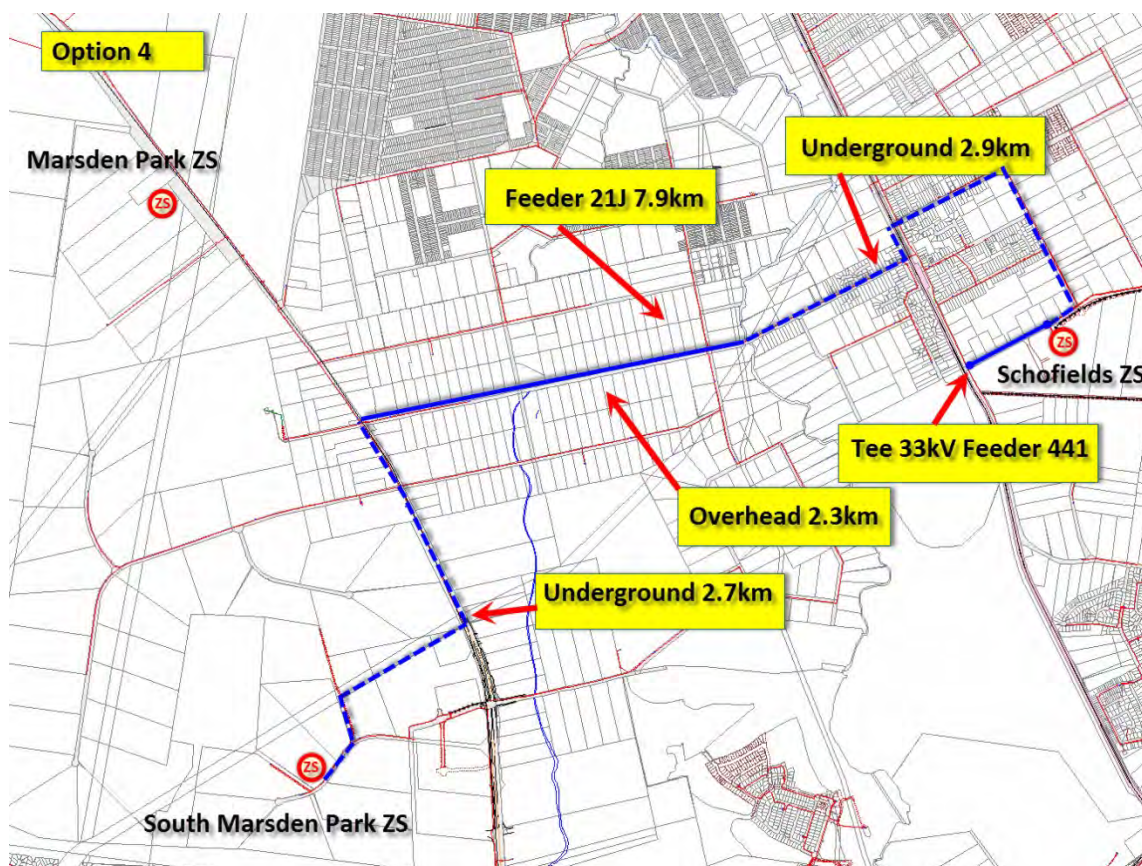 Option 4
Marsden Park ZS
ZS
Underground 2.9km
Feeder 21J 7.9km
ZS
Schofields ZS
Tee 33kV Feeder 441
Overhead 2.3km
Underground 2.7km
ZS
South Marsden Park ZS